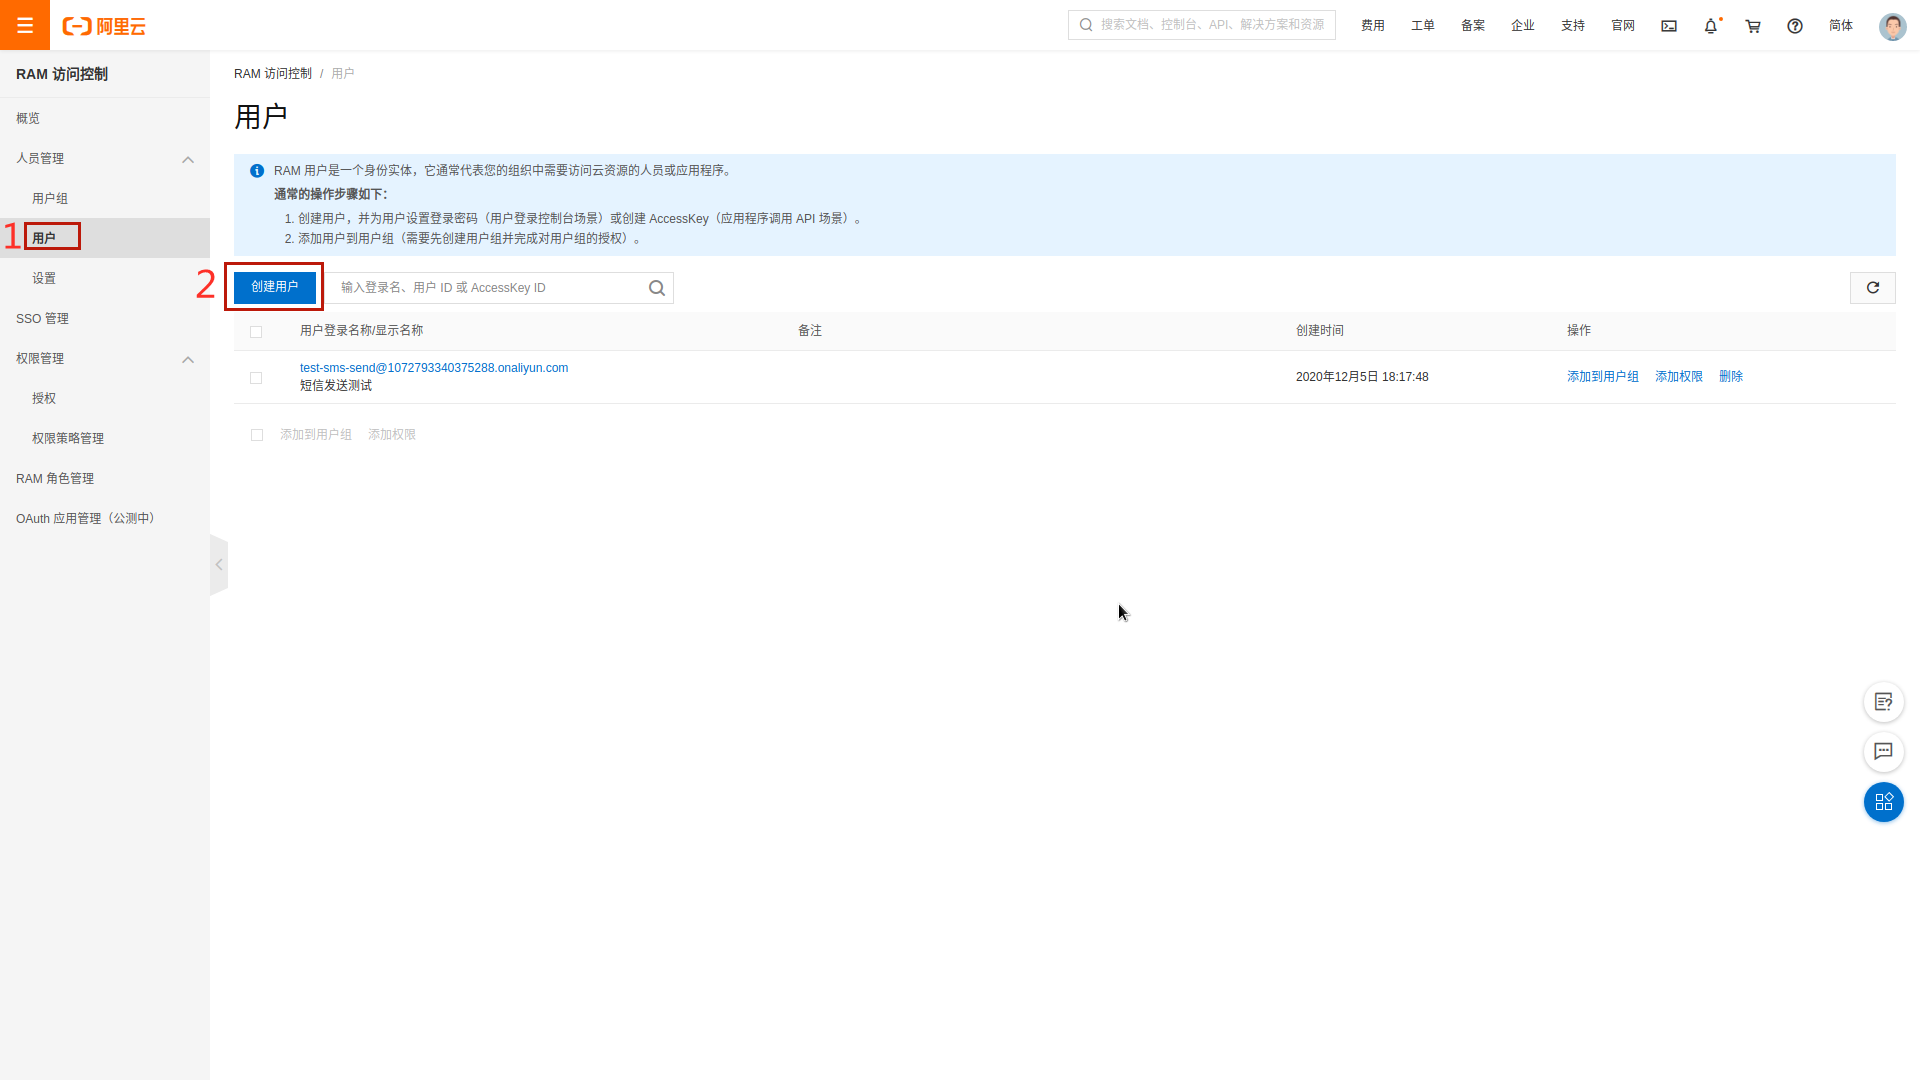 阿里云
搜索文档、控制台、API、解决方案和资源
费用
工单
备案
企业
支持
官网
简体
RAM 访问控制
概览
人员管理
用户组
1
用户
设置
SSO 管理
权限管理
授权
权限策略管理
RAM 角色管理
OAuth 应用管理（公测中）
RAM 访问控制 / 用户
用户
RAM 用户是一个身份实体，它通常代表您的组织中需要访问云资源的人员或应用程序。
通常的操作步骤如下：
1. 创建用户，并为用户设置登录密码（用户登录控制台场景）或创建 AccessKey（应用程序调用 API 场景）。
2. 添加用户到用户组（需要先创建用户组并完成对用户组的授权）。
2
创建用户
输入登录名、用户 ID 或 AccessKey ID
用户登录名称/显示名称 备注 创建时间 操作
test-sms-send@1072793340375288.onaliyun.com
短信发送测试
2020年12月5日 18:17:48
添加到用户组 添加权限 删除
添加到用户组 添加权限